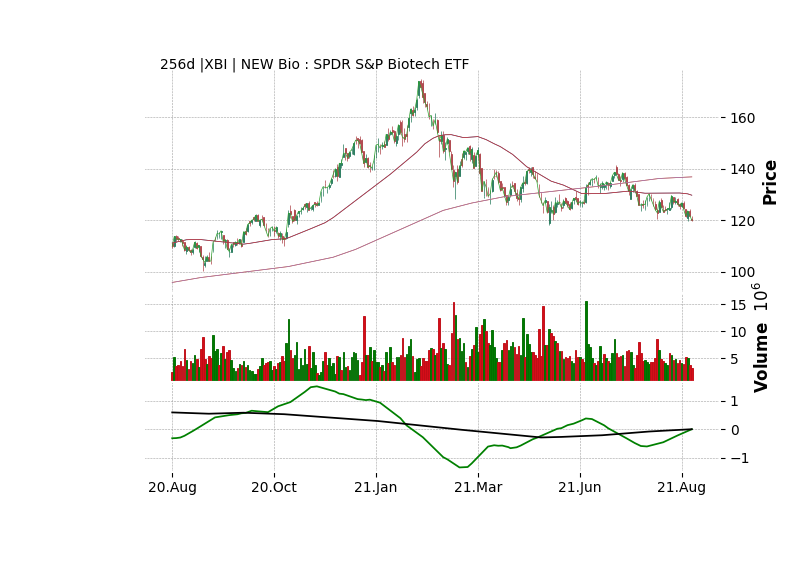 256d |XBI | NEW Bio : SPDR S&P Biotech ETF
160
140
120
100
Price
15
10
5
Volume 10^6
1
0
−1
20.Aug 20.Oct 21.Jan 21.Mar 21.Jun 21.Aug